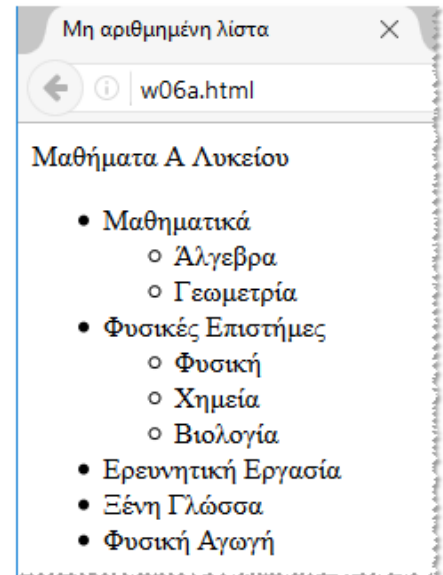 Μη αριθμημένη λίστα
w06a.html
Μαθήματα Α Λυκείου
Μαθηματικά
Άλγεβρα
Γεωμετρία
Φυσικές Επιστήμες
Φυσική
Χημεία
Βιολογία
Ερευνητική Εργασία
Ξένη Γλώσσα
Φυσική Αγωγή